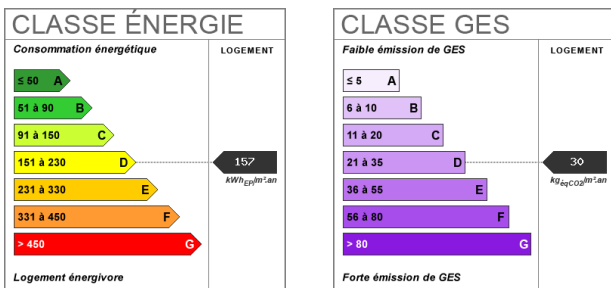 CLASSE ÉNERGIE
Consommation énergétique
LOGEMENT
≤ 50 A
51 à 90 B
91 à 150 C
151 à 230 D
157
kWhEP/m².an
231 à 330 E
331 à 450 F
> 450 G
Logement énergivore
CLASSE GES
Faible émission de GES
LOGEMENT
≤ 5 A
6 à 10 B
11 à 20 C
21 à 35 D
30
kgéqCO2/m².an
36 à 55 E
56 à 80 F
> 80 G
Forte émission de GES